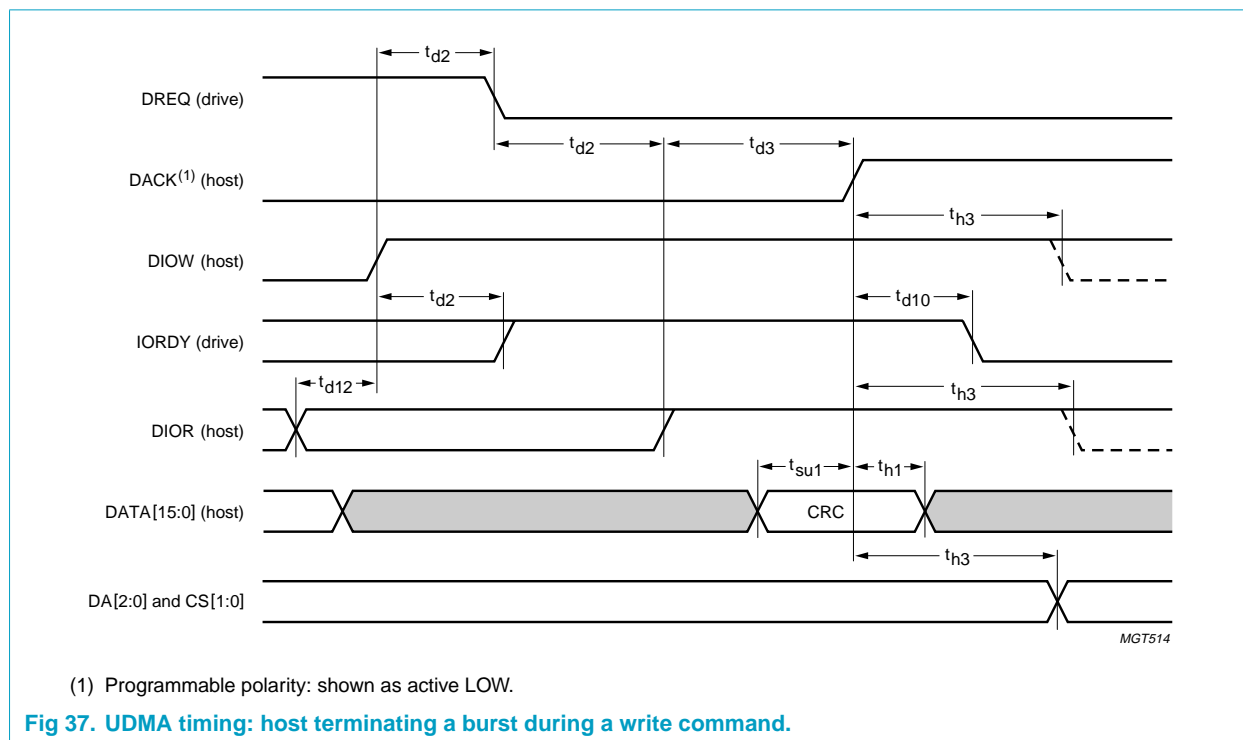 td2
DREQ (drive)
td2
td3
DACK(1) (host)
th3
DIOW (host)
td2
td10
IORDY (drive)
td12
th3
DIOR (host)
tsu1
th1
DATA[15:0] (host)
CRC
th3
DA[2:0] and CS[1:0]
MGT514
(1) Programmable polarity: shown as active LOW.
Fig 37. UDMA timing: host terminating a burst during a write command.